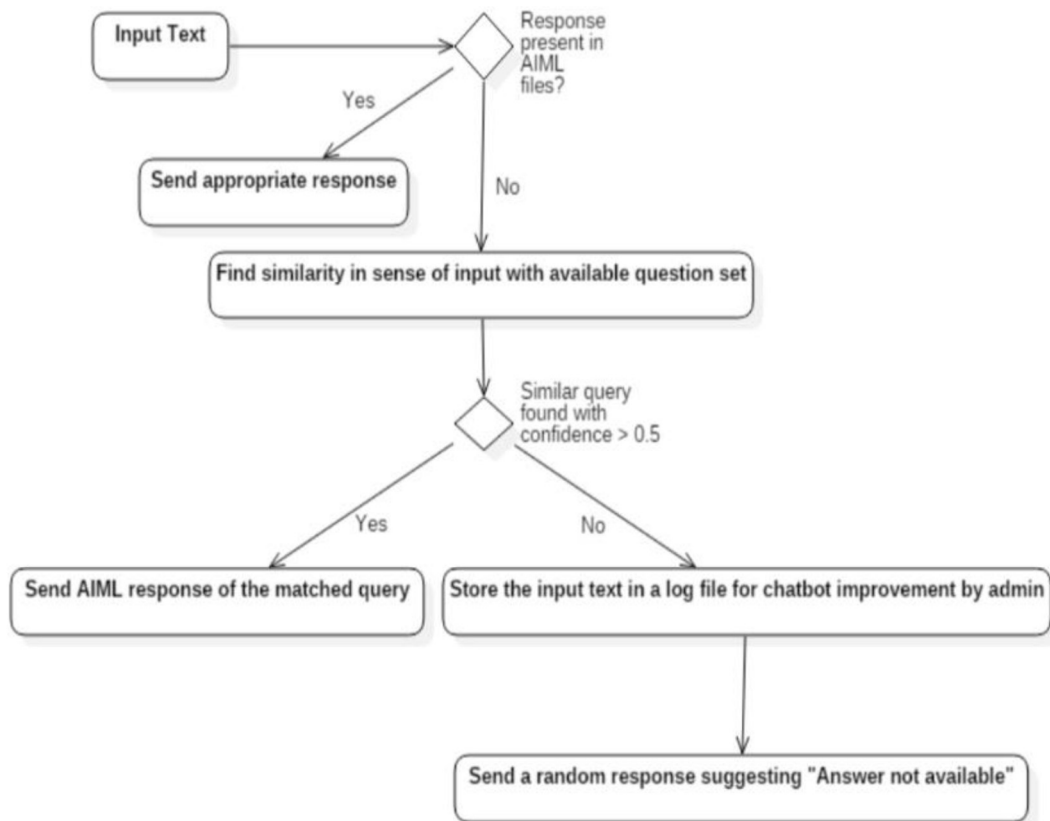 Input Text
Response
present in
AIML
files?
Yes
Send appropriate response
No
Find similarity in sense of input with available question set
Similar query
found with
confidence > 0.5
Yes
No
Send AIML response of the matched query
Store the input text in a log file for chatbot improvement by admin
Send a random response suggesting "Answer not available"